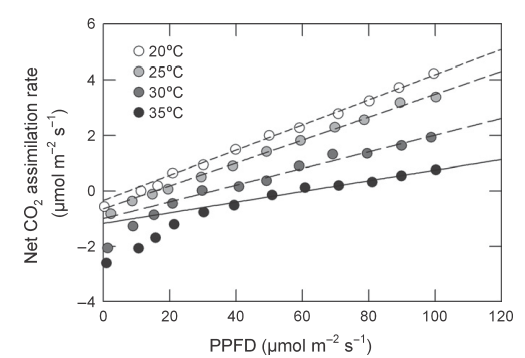 6
4
2
0
−2
−4
0 20 40 60 80 100 120
20ºC
25ºC
30ºC
35ºC
Net CO₂ assimilation rate
(μmol m⁻² s⁻¹)
PPFD (μmol m⁻² s⁻¹)